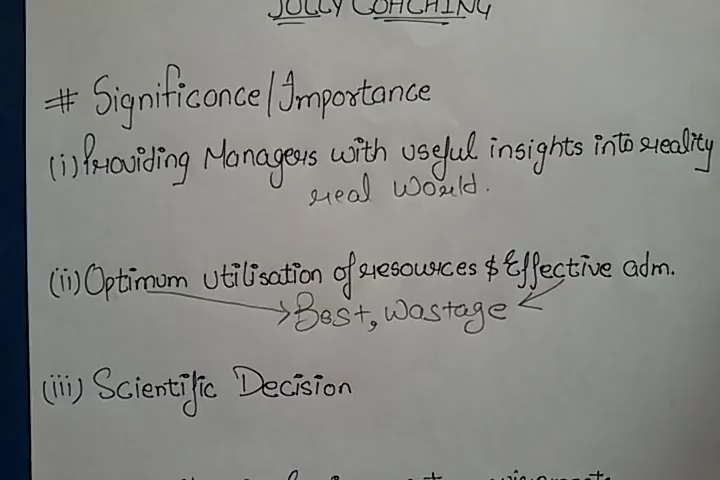 JOLLY COACHING
# Significonce/Importance
(i) Providing Managers with useful insights into reality
real World.
(ii) Optimum utilisation of resources & Effective adm.
Best, Wastage
(iii) Scientific Decision